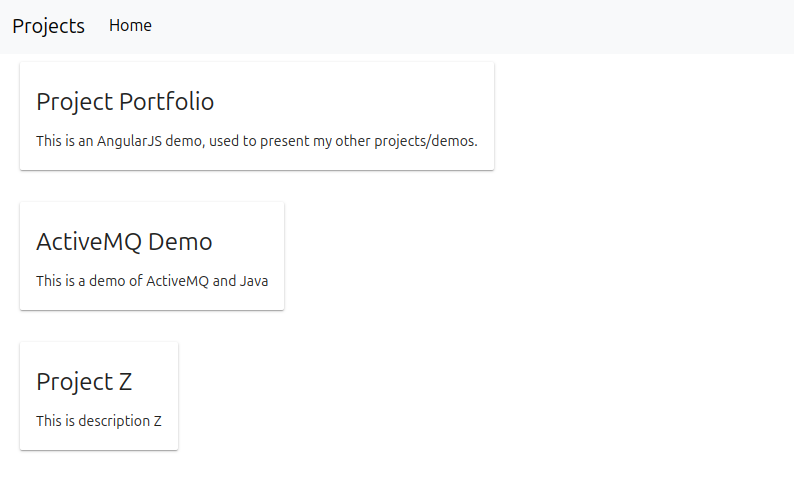 Projects Home
Project Portfolio
This is an AngularJS demo, used to present my other projects/demos.
ActiveMQ Demo
This is a demo of ActiveMQ and Java
Project Z
This is description Z